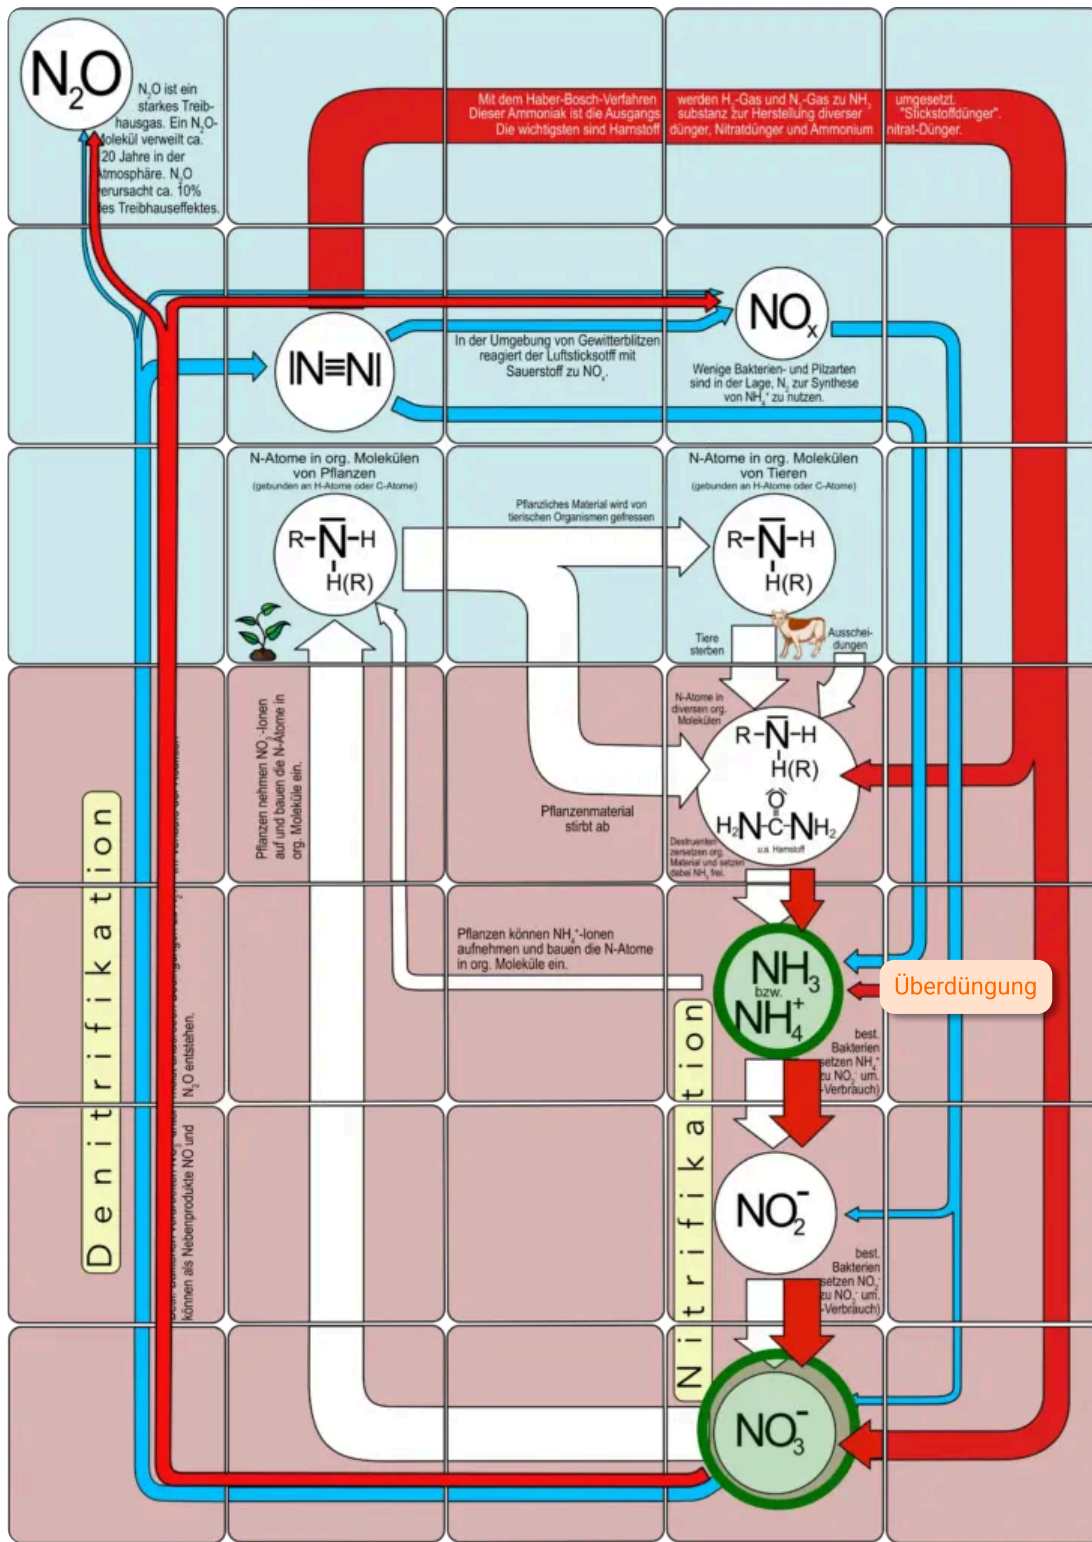 N₂O
N₂O ist ein
starkes Treib-
hausgas. Ein N₂O-
Molekül verweilt ca.
120 Jahre in der
Atmosphäre. N₂O
verursacht ca. 10%
des Treibhauseffektes.
Mit dem Haber-Bosch-Verfahren werden H₂-Gas und N₂-Gas zu NH₃ umgesetzt.
Dieser Ammoniak ist die Ausgangs substanz zur Herstellung diverser "Stickstoffdünger".
Die wichtigsten sind Harnstoff dünger, Nitratdünger und Ammonium nitrat-Dünger.
|N≡N|
In der Umgebung von Gewitterblitzen
reagiert der Luftsticksotff mit
Sauerstoff zu NOₓ.
NOₓ
Wenige Bakterien- und Pilzarten
sind in der Lage, N₂ zur Synthese
von NH₄⁺ zu nutzen.
N-Atome in org. Molekülen
von Pflanzen
(gebunden an H-Atome oder C-Atome)
R-N-H
H(R)
Pflanzliches Material wird von
tierischen Organismen gefressen
N-Atome in org. Molekülen
von Tieren
(gebunden an H-Atome oder C-Atome)
R-N-H
H(R)
Tiere
sterben
Ausschei-
dungen
Pflanzen nehmen NO₃⁻-Ionen
auf und bauen die N-Atome in
org. Moleküle ein.
Pflanzenmaterial
stirbt ab
N-Atome in
diversen org.
Molekülen
R-N-H
H(R)
O
H₂N-C-NH₂
u.a. Harnstoff
Destruenten
zersetzen org.
Material und setzen
dabei NH₃ frei.
Denitrifikation
N₂O entstehen.
können als Nebenprodukte NO und
Pflanzen können NH₄⁺-Ionen
aufnehmen und bauen die N-Atome
in org. Moleküle ein.
NH₃
bzw.
NH₄⁺
Überdüngung
Nitrifikation
best.
Bakterien
setzen NH₄⁺
zu NO₂⁻ um.
-Verbrauch)
NO₂⁻
best.
Bakterien
setzen NO₂⁻
zu NO₃⁻ um.
-Verbrauch)
NO₃⁻